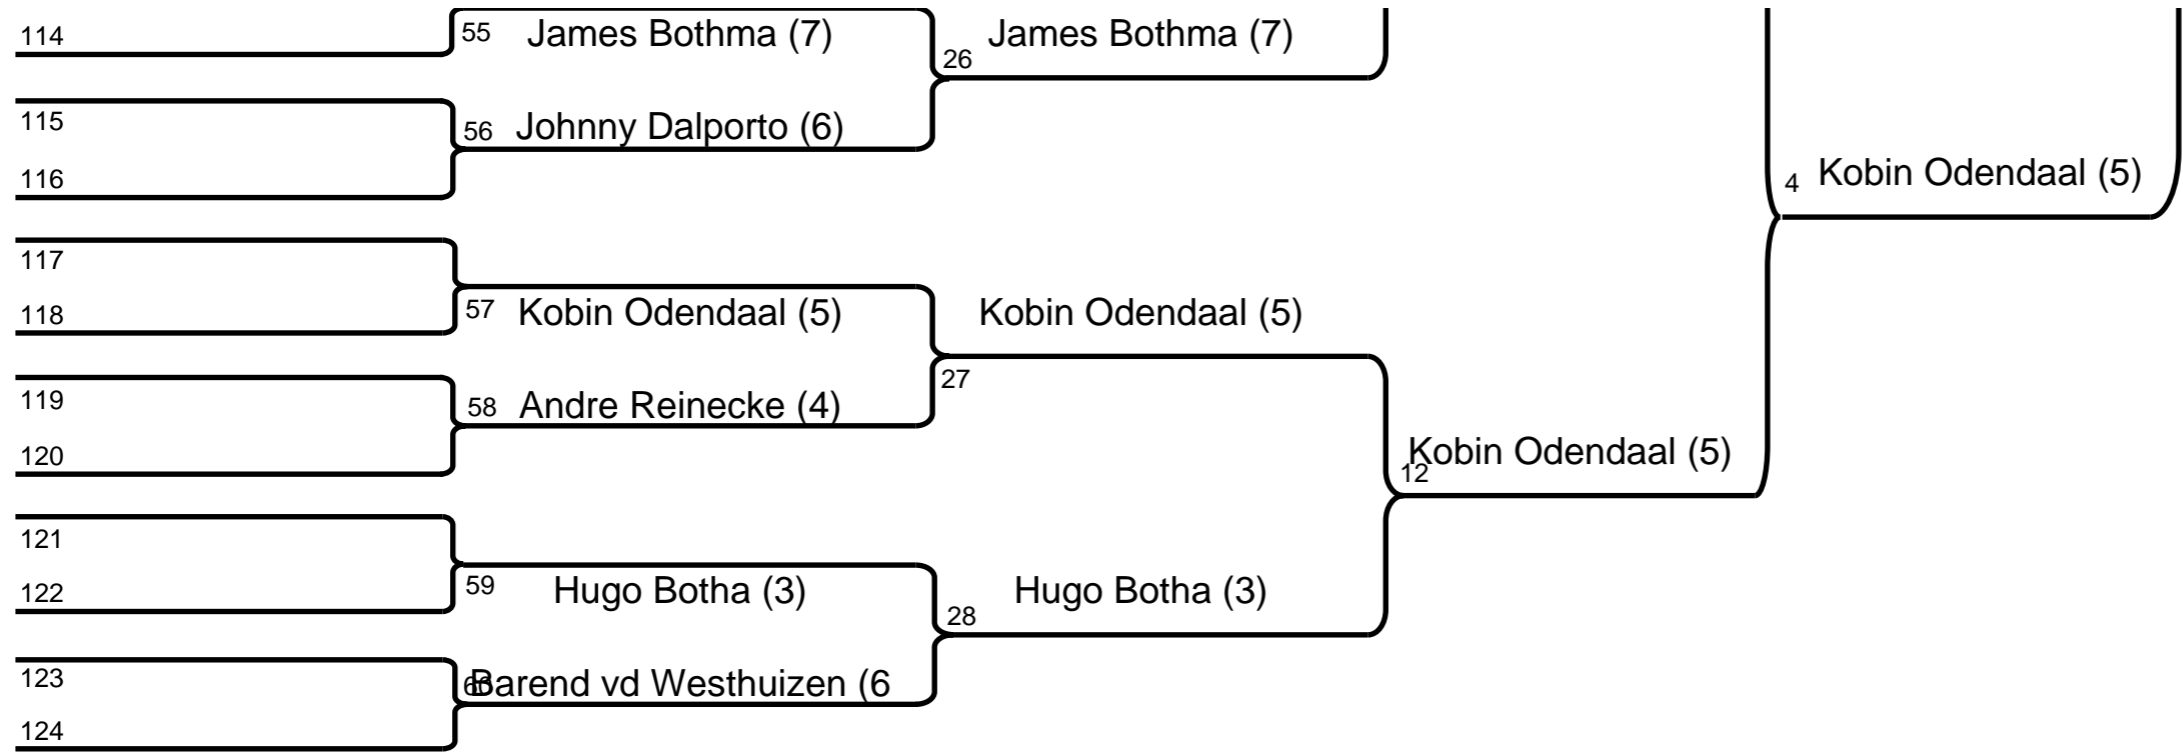 114
55 James Bothma (7)
26 James Bothma (7)
115
56 Johnny Dalporto (6)
116
4 Kobin Odendaal (5)
117
118
57 Kobin Odendaal (5)
Kobin Odendaal (5)
27
119
58 Andre Reinecke (4)
120
12 Kobin Odendaal (5)
121
122
59 Hugo Botha (3)
28 Hugo Botha (3)
123
Barend vd Westhuizen (6
124